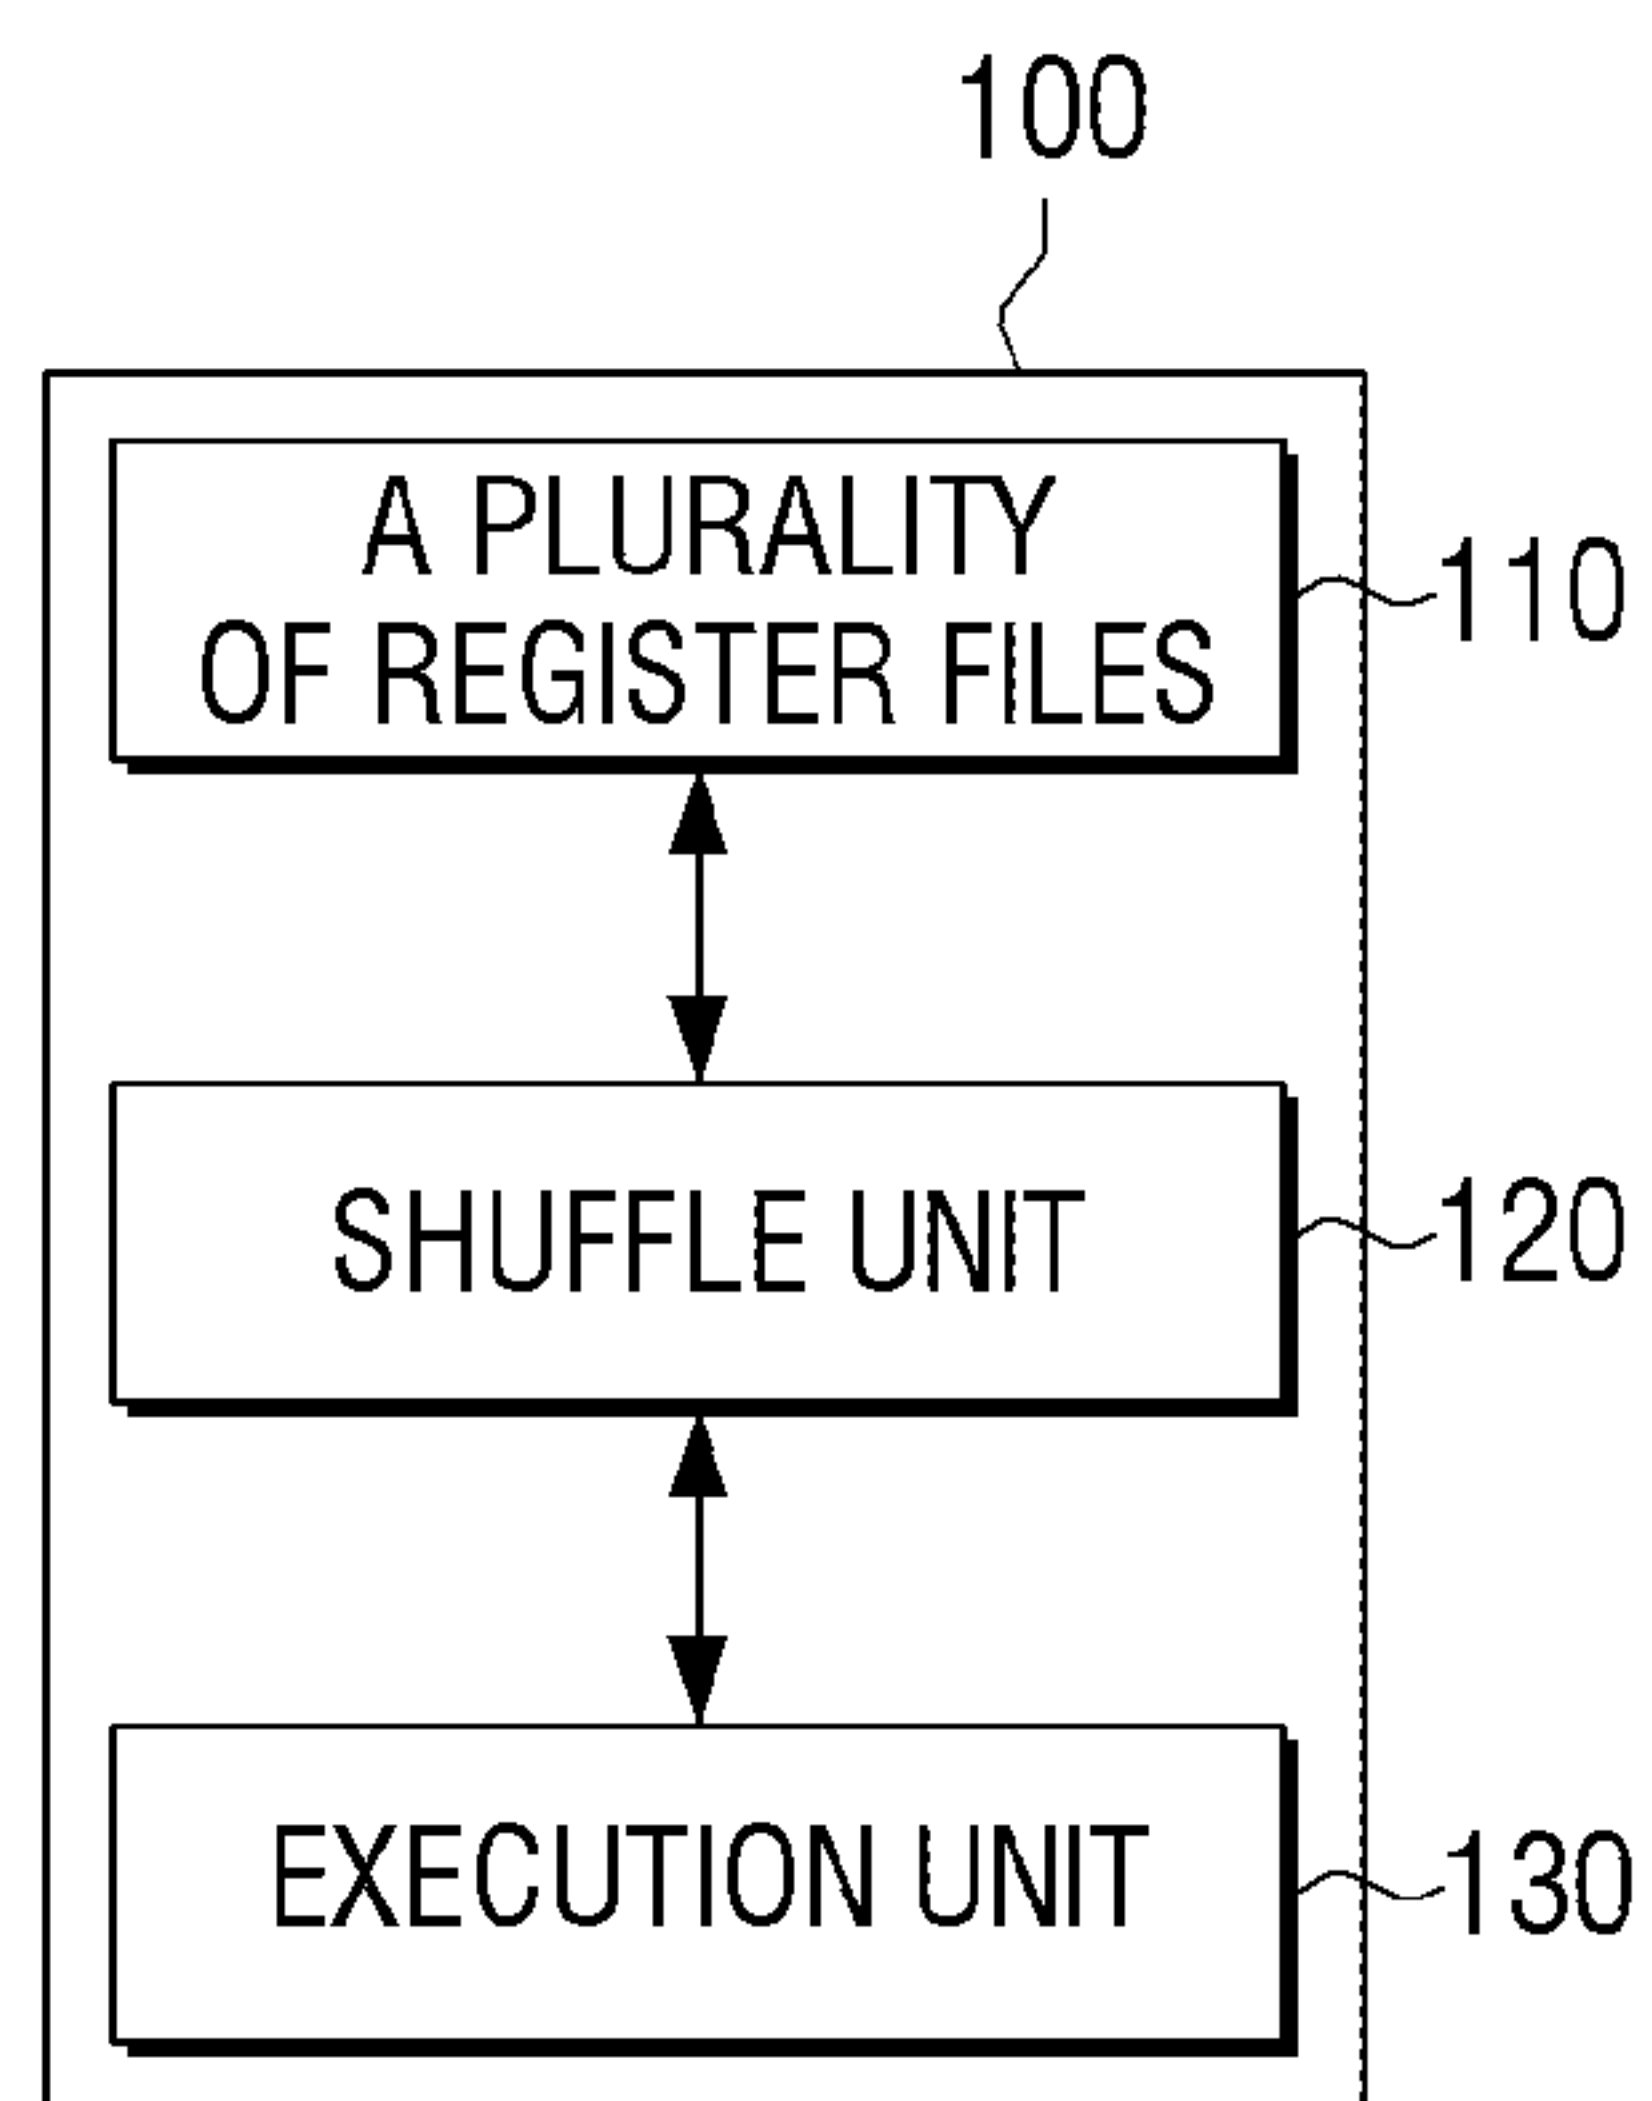 100
A PLURALITY
OF REGISTER FILES
110
SHUFFLE UNIT
120
EXECUTION UNIT
130